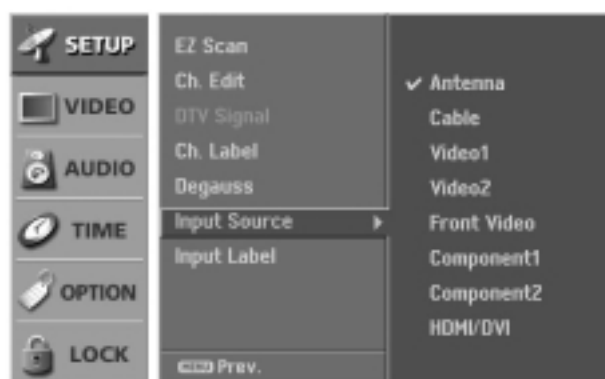 SETUP
VIDEO
AUDIO
TIME
OPTION
LOCK
EZ Scan
Ch. Edit
DTV Signal
Ch. Label
Degauss
Input Source
Input Label
MENU Prev.
Antenna
Cable
Video1
Video2
Front Video
Component1
Component2
HDMI/DVI